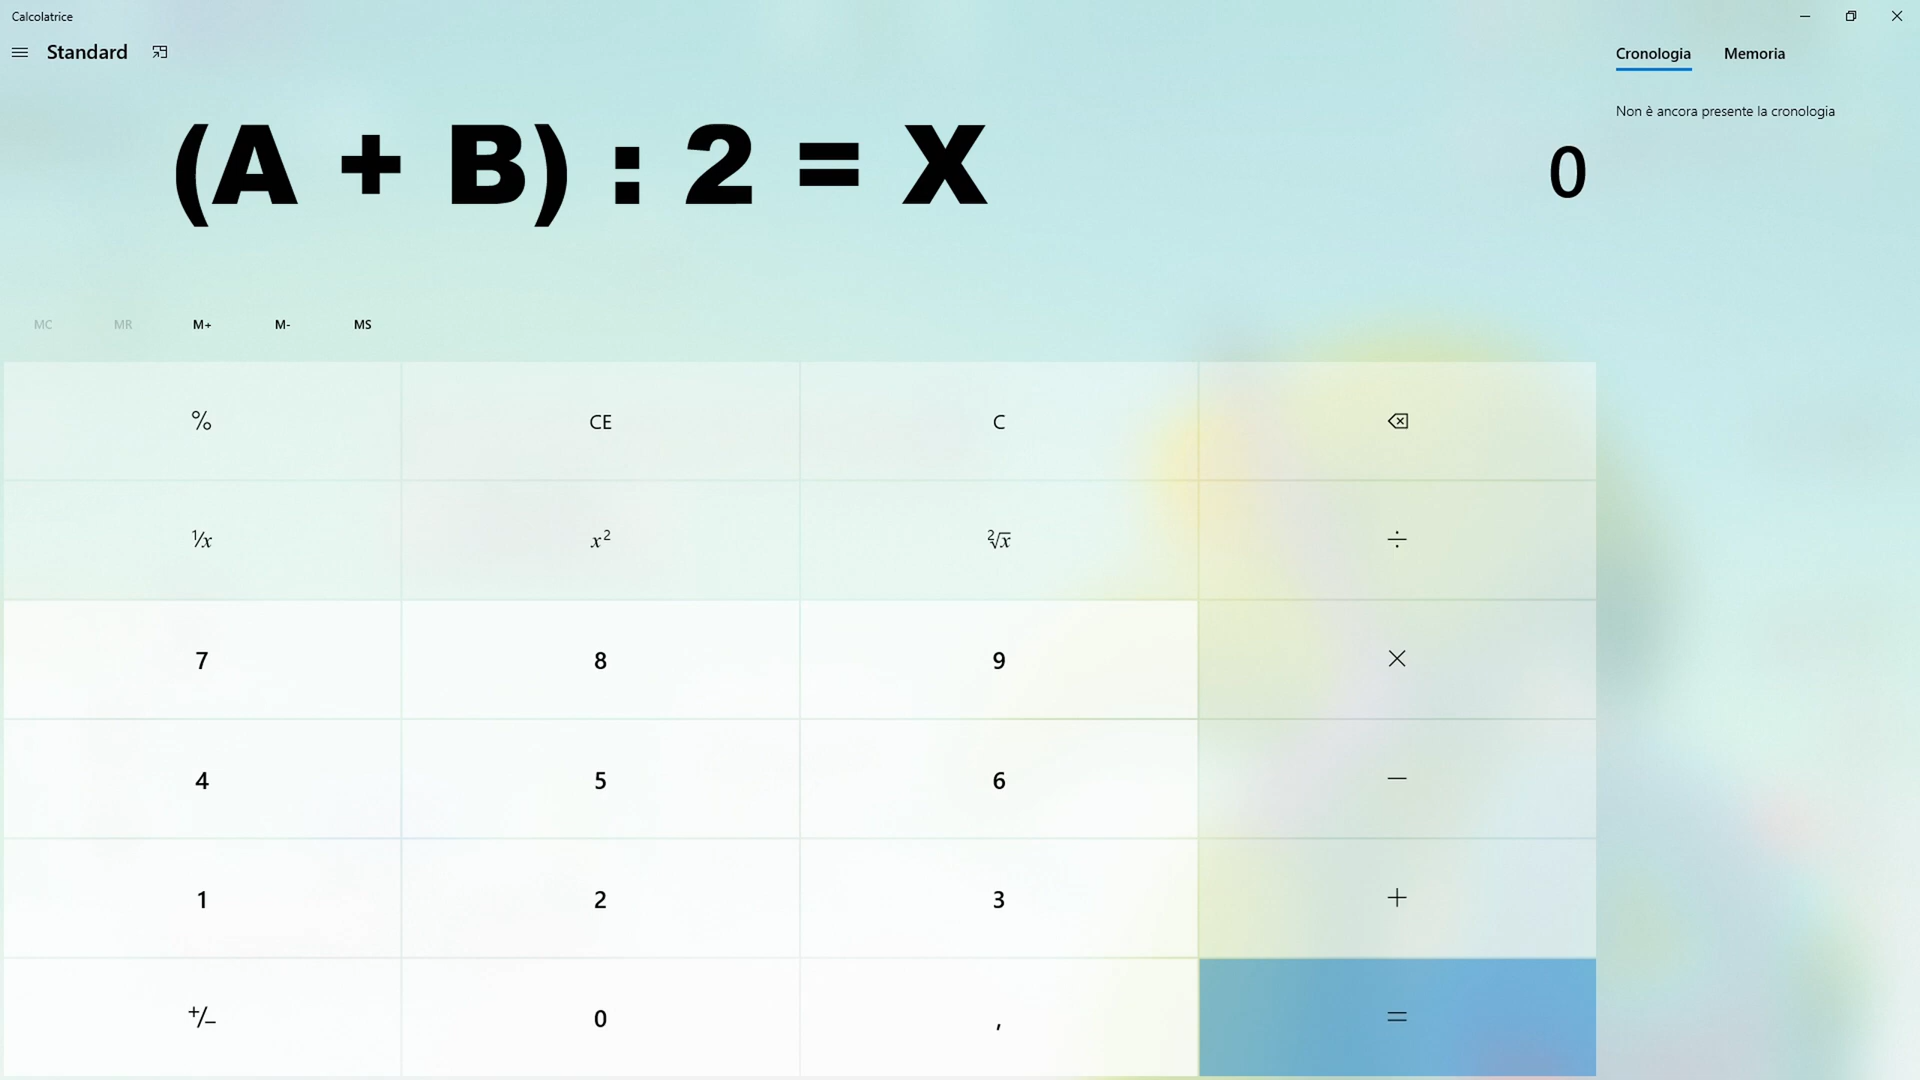 Calcolatrice
Standard
Cronologia Memoria
Non è ancora presente la cronologia
(A + B) : 2 = X
0
MC MR M+ M- MS
% CE C
¹/x x² ²√x ÷
7 8 9 ×
4 5 6 −
1 2 3 +
+/− 0 , =